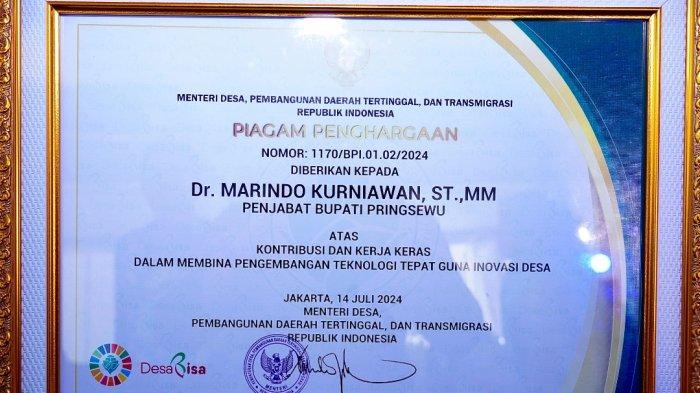 MENTERI DESA, PEMBANGUNAN DAERAH TERTINGGAL, DAN TRANSMIGRASI
REPUBLIK INDONESIA
PIAGAM PENGHARGAAN
NOMOR: 1170/BPI.01.02/2024
DIBERIKAN KEPADA
Dr. MARINDO KURNIAWAN, ST.,MM
PENJABAT BUPATI PRINGSEWU
ATAS
KONTRIBUSI DAN KERJA KERAS
DALAM MEMBINA PENGEMBANGAN TEKNOLOGI TEPAT GUNA INOVASI DESA
JAKARTA, 14 JULI 2024
MENTERI DESA,
PEMBANGUNAN DAERAH TERTINGGAL, DAN TRANSMIGRASI
REPUBLIK INDONESIA
DesaBisa
MENTERI